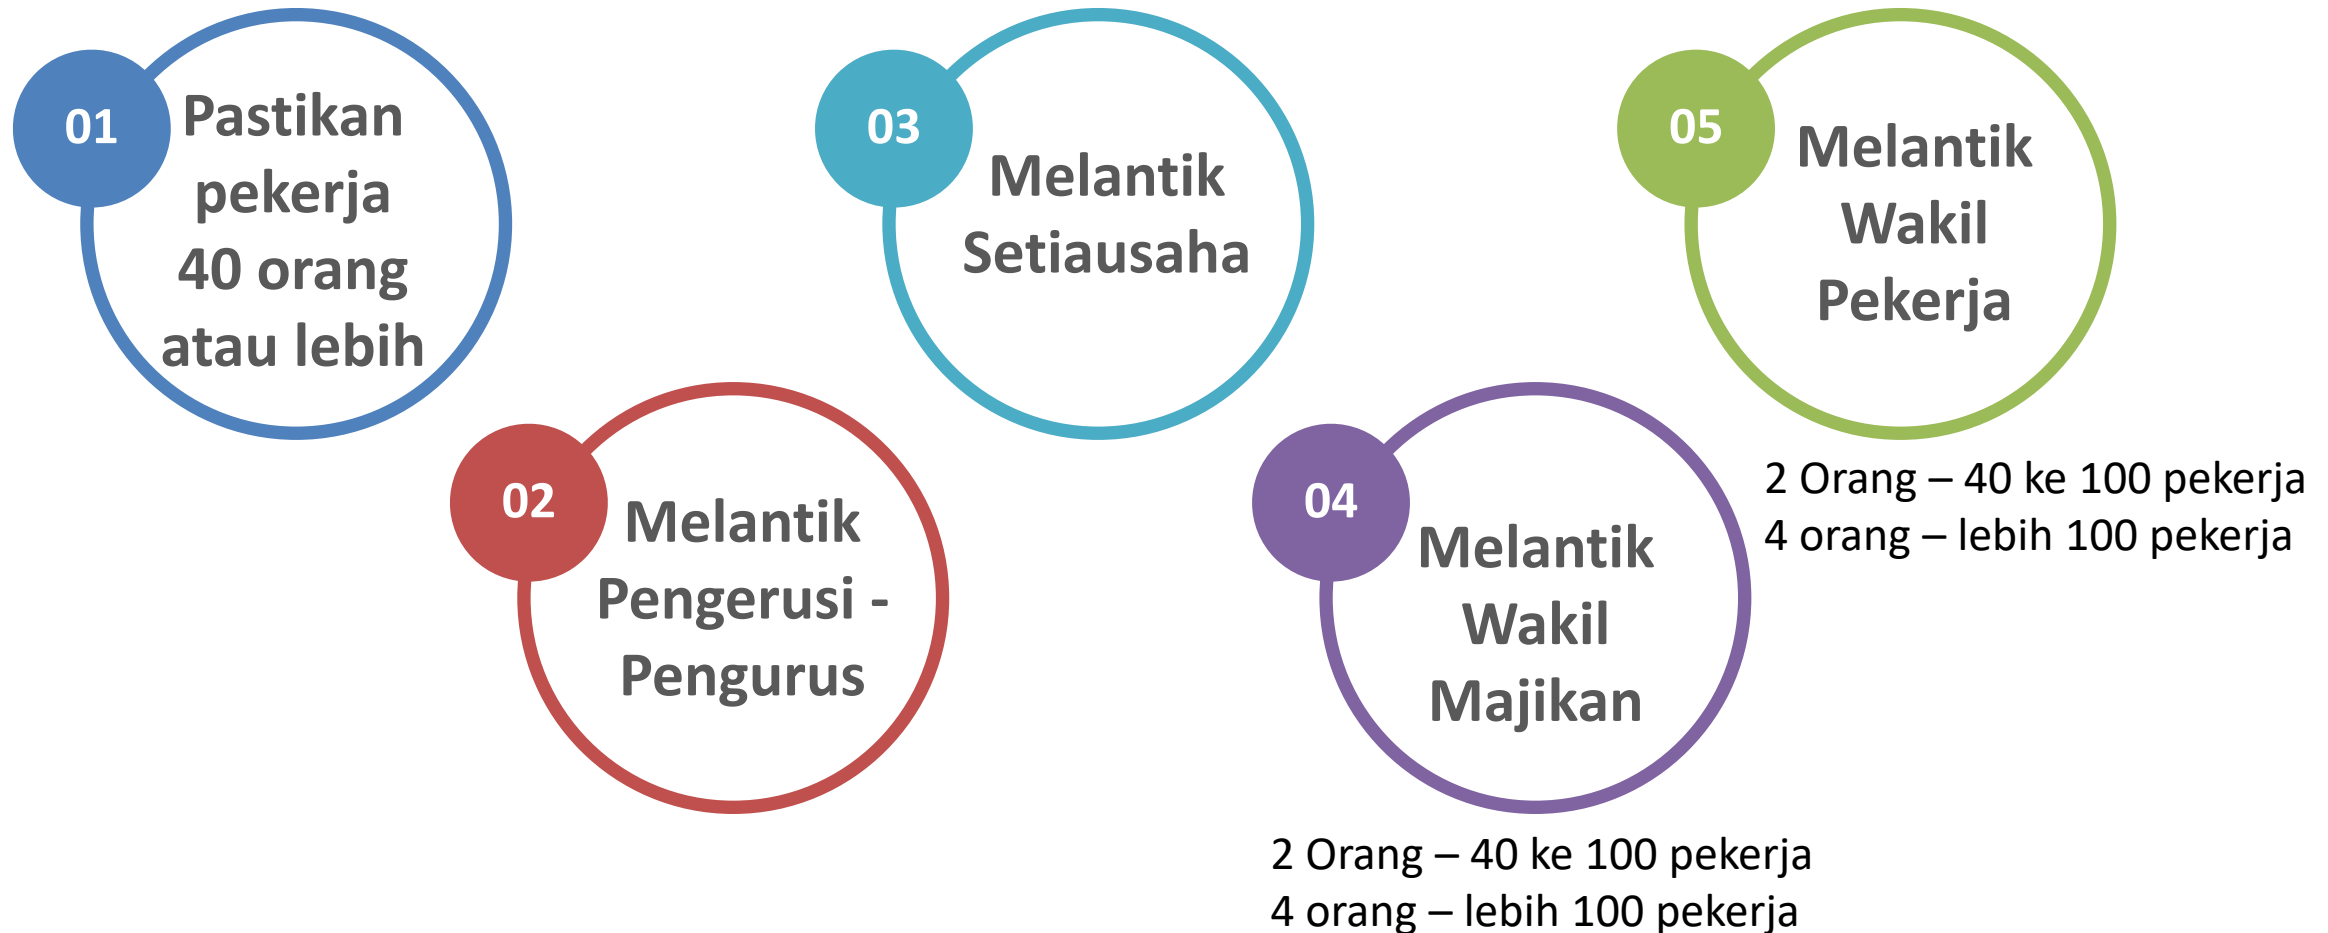 01
Pastikan
pekerja
40 orang
atau lebih
02
Melantik
Pengerusi -
Pengurus
03
Melantik
Setiausaha
04
Melantik
Wakil
Majikan
2 Orang – 40 ke 100 pekerja
4 orang – lebih 100 pekerja
05
Melantik
Wakil
Pekerja
2 Orang – 40 ke 100 pekerja
4 orang – lebih 100 pekerja